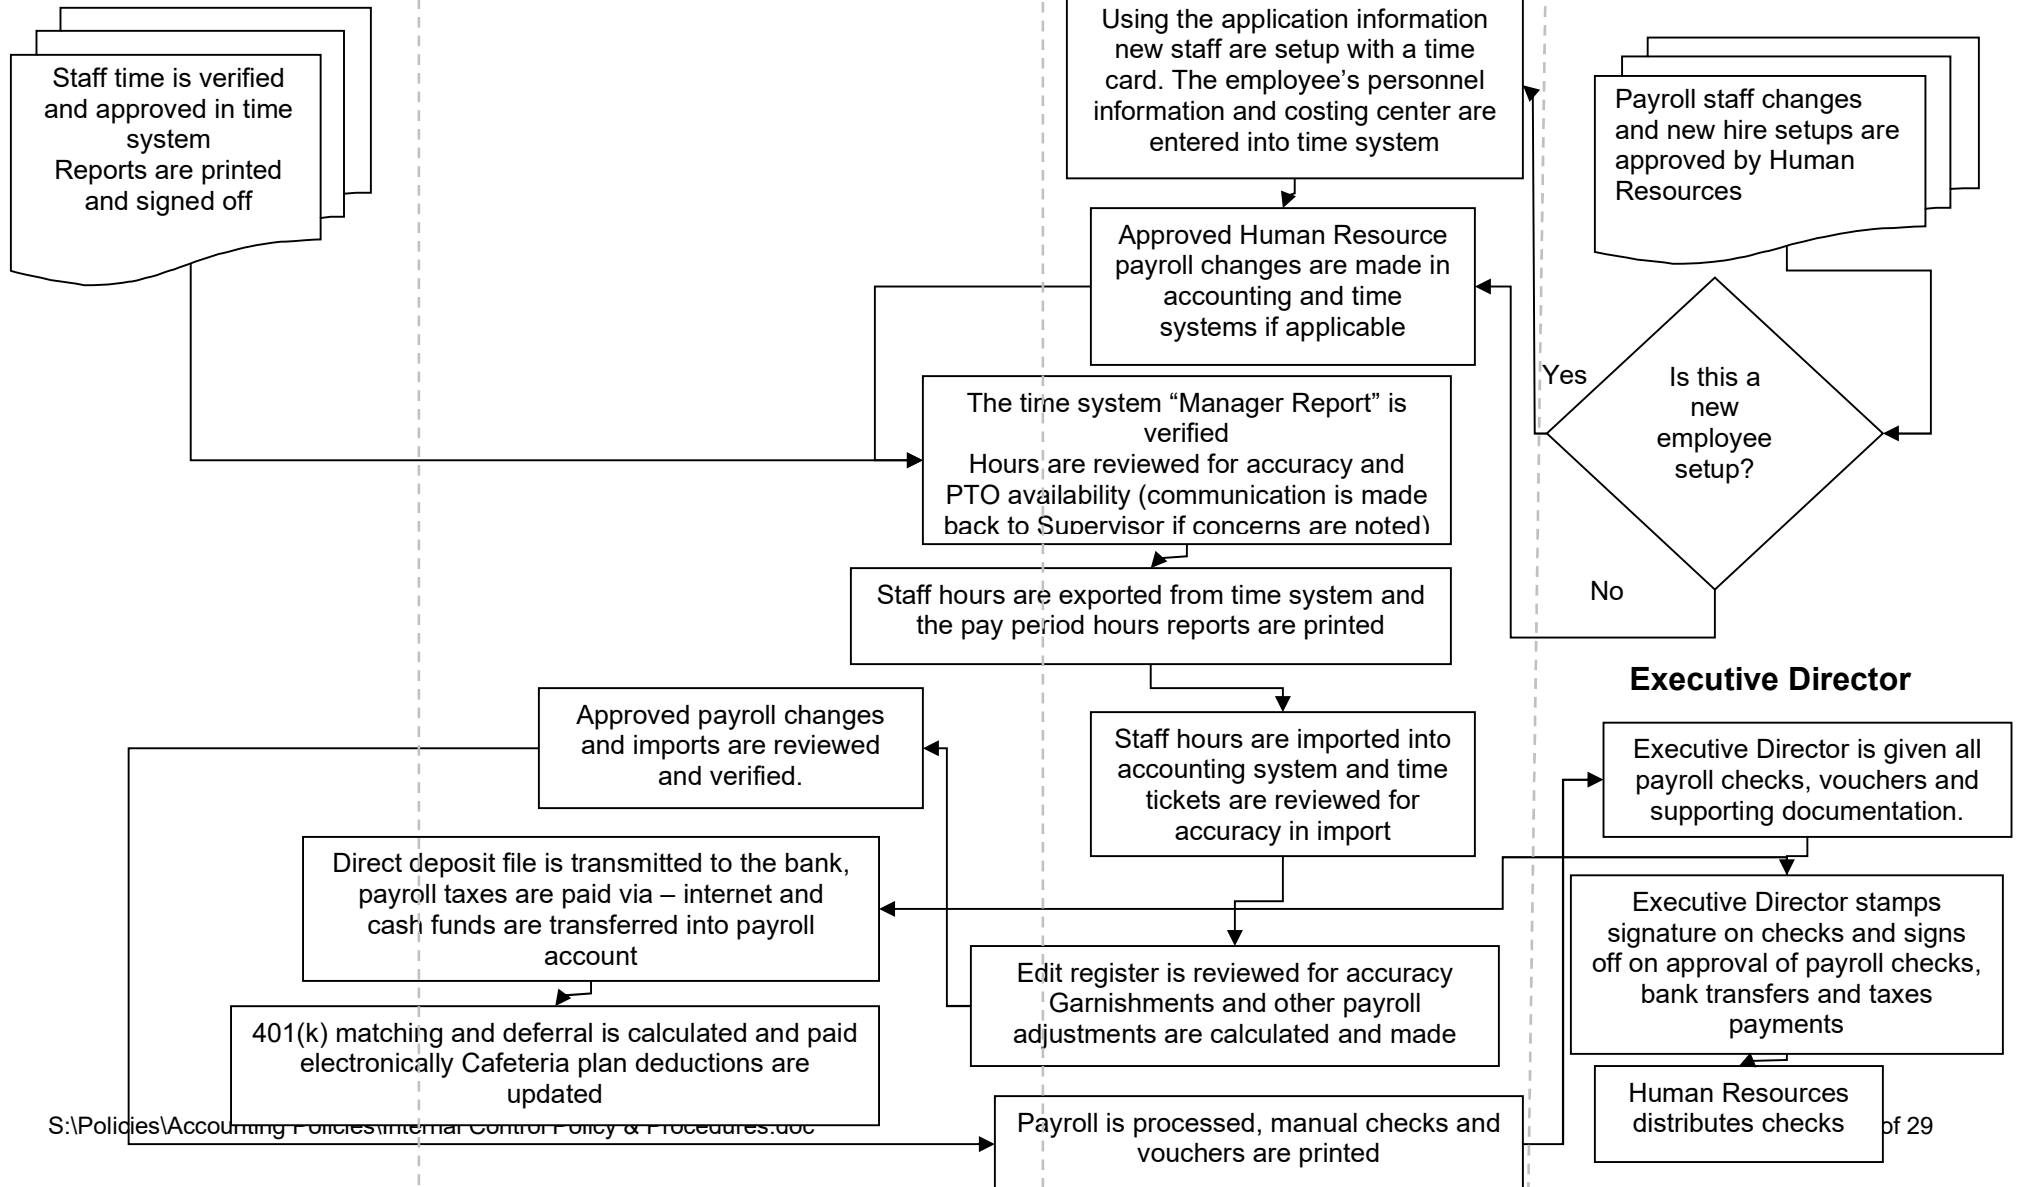 Staff time is verified
and approved in time
system
Reports are printed
and signed off
Using the application information
new staff are setup with a time
card. The employee’s personnel
information and costing center are
entered into time system
Payroll staff changes
and new hire setups are
approved by Human
Resources
Approved Human Resource
payroll changes are made in
accounting and time
systems if applicable
Yes
Is this a
new
employee
setup?
The time system “Manager Report” is
verified
Hours are reviewed for accuracy and
PTO availability (communication is made
back to Supervisor if concerns are noted)
No
Staff hours are exported from time system and
the pay period hours reports are printed
Executive Director
Approved payroll changes
and imports are reviewed
and verified.
Staff hours are imported into
accounting system and time
tickets are reviewed for
accuracy in import
Executive Director is given all
payroll checks, vouchers and
supporting documentation.
Direct deposit file is transmitted to the bank,
payroll taxes are paid via – internet and
cash funds are transferred into payroll
account
Executive Director stamps
signature on checks and signs
off on approval of payroll checks,
bank transfers and taxes
payments
Edit register is reviewed for accuracy
Garnishments and other payroll
adjustments are calculated and made
401(k) matching and deferral is calculated and paid
electronically Cafeteria plan deductions are
updated
Human Resources
distributes checks
Payroll is processed, manual checks and
vouchers are printed
S:\Policies\Accounting Policies\Internal Control Policy & Procedures.doc
of 29